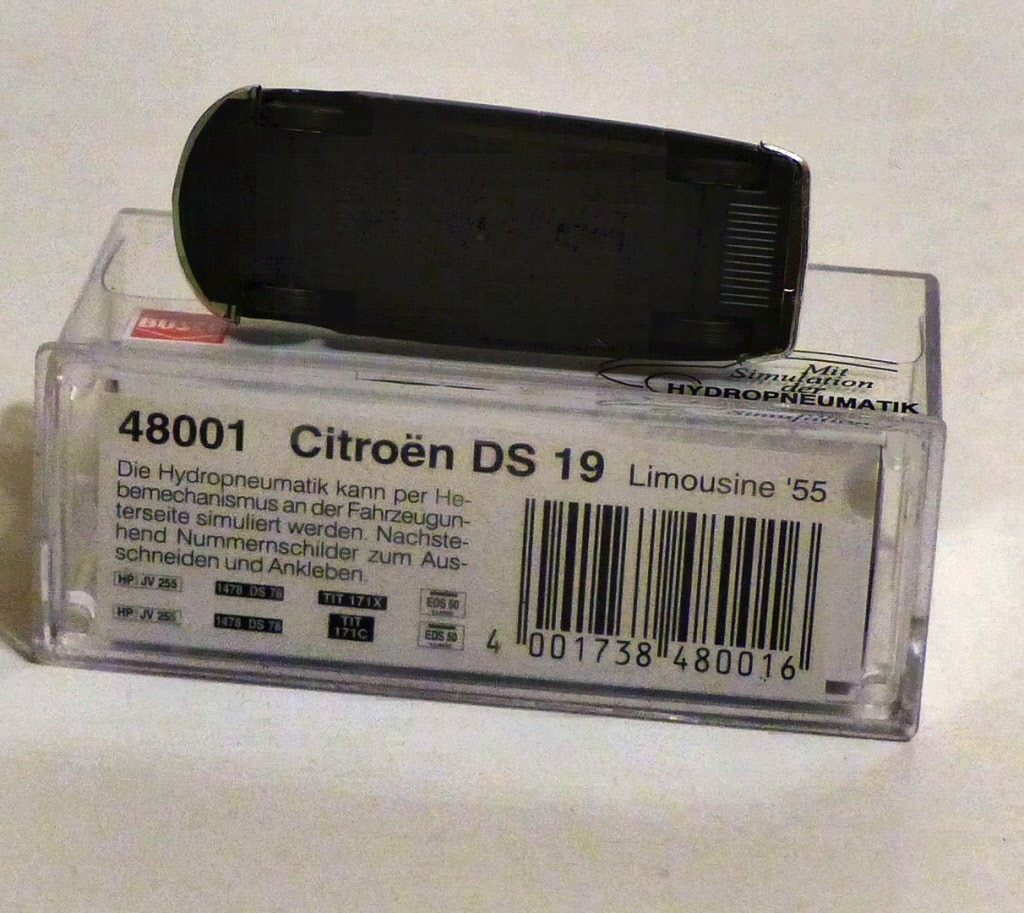 Mit
Simulation
der
HYDROPNEUMATIK
48001 Citroën DS 19 Limousine '55
Die Hydropneumatik kann per He-
bemechanismus an der Fahrzeugun-
terseite simuliert werden. Nachste-
hend Nummernschilder zum Aus-
schneiden und Ankleben.
HP JV 255 1478 DS 78 TIT 171X EDS 50
HP JV 255 1478 DS 78 TIT
171C EDS 50
4 001738 480016